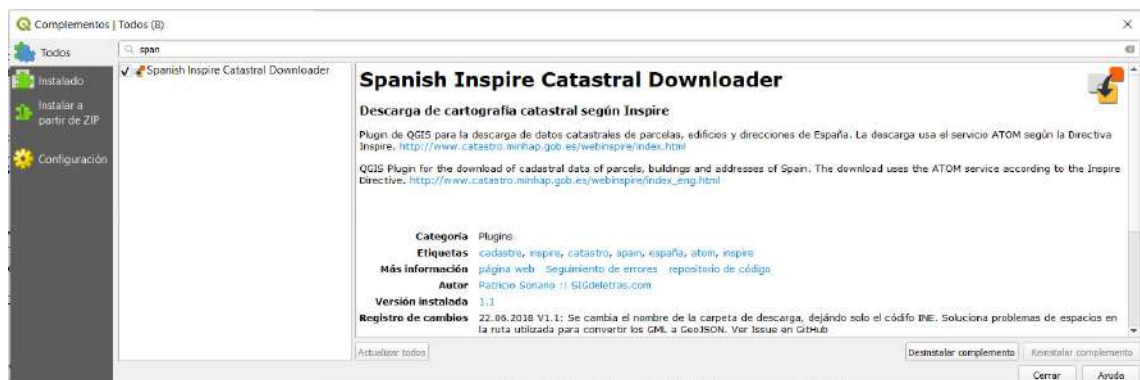 Complementos | Todos (8)
Todos
Instalado
Instalar a
partir de ZIP
Configuración
span
Spanish Inspire Catastral Downloader
Spanish Inspire Catastral Downloader
Descarga de cartografía catastral según Inspire
Plugin de QGIS para la descarga de datos catastrales de parcelas, edificios y direcciones de España. La descarga usa el servicio ATOM según la Directiva
Inspire. http://www.catastro.minhap.gob.es/webinspire/index.html
QGIS Plugin for the download of cadastral data of parcels, buildings and addresses of Spain. The download uses the ATOM service according to the Inspire
Directive. http://www.catastro.minhap.gob.es/webinspire/index_eng.html
Categoría Plugins
Etiquetas cadastre, inspire, catastro, spain, españa, atom, inspire
Más información página web Seguimiento de errores repositorio de código
Autor Patricio Soriano :: SIGdeletras.com
Versión instalada 1.1
Registro de cambios 22.06.2018 V1.1: Se cambia el nombre de la carpeta de descarga, dejándo solo el códifo INE. Soluciona problemas de espacios en
la ruta utilizada para convertir los GML a GeoJSON. Ver Issue en GitHub
Actualizar todos
Desinstalar complemento
Reinstalar complemento
Cerrar
Ayuda